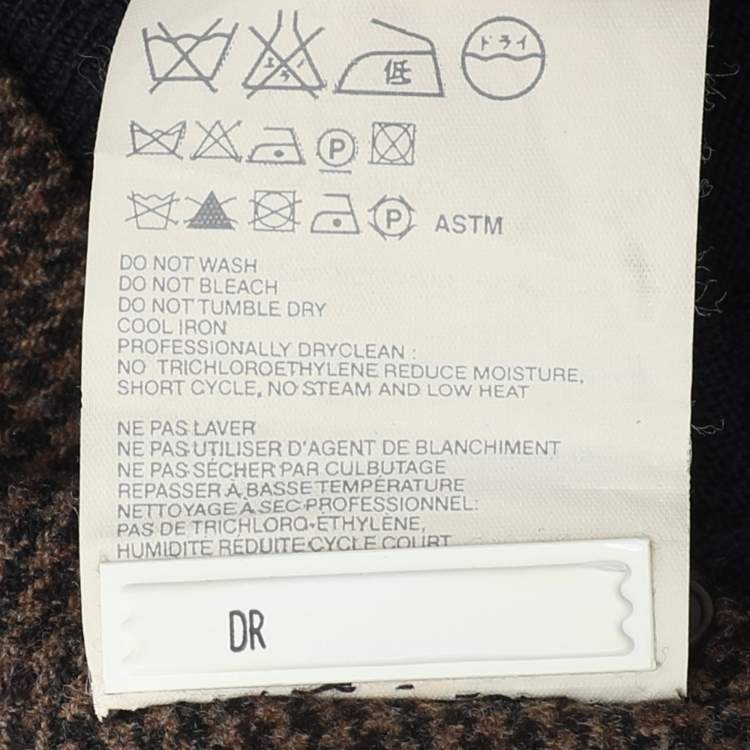 エンソ
低
ドライ
P
P
ASTM
DO NOT WASH
DO NOT BLEACH
DO NOT TUMBLE DRY
COOL IRON
PROFESSIONALLY DRYCLEAN :
NO TRICHLOROETHYLENE REDUCE MOISTURE,
SHORT CYCLE, NO STEAM AND LOW HEAT
NE PAS LAVER
NE PAS UTILISER D'AGENT DE BLANCHIMENT
NE PAS SÉCHER PAR CULBUTAGE
REPASSER À BASSE TEMPÉRATURE
NETTOYAGE A SEC PROFESSIONNEL:
PAS DE TRICHLORO-ÉTHYLÈNE,
HUMIDITÉ RÉDUITE CYCLE COURT
DR